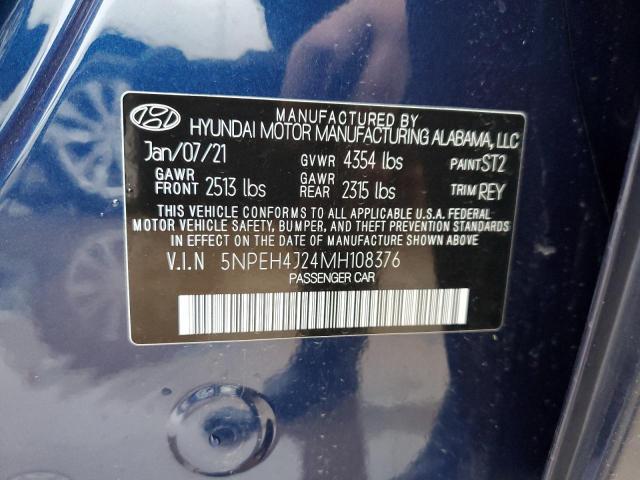 MANUFACTURED BY
HYUNDAI MOTOR MANUFACTURING ALABAMA, LLC
Jan/07/21 GVWR 4354 lbs PAINT ST2
GAWR FRONT 2513 lbs GAWR REAR 2315 lbs TRIM REY
THIS VEHICLE CONFORMS TO ALL APPLICABLE U.S.A. FEDERAL
MOTOR VEHICLE SAFETY, BUMPER, AND THEFT PREVENTION STANDARDS
IN EFFECT ON THE DATE OF MANUFACTURE SHOWN ABOVE.
V.I.N 5NPEH4J24MH108376
PASSENGER CAR